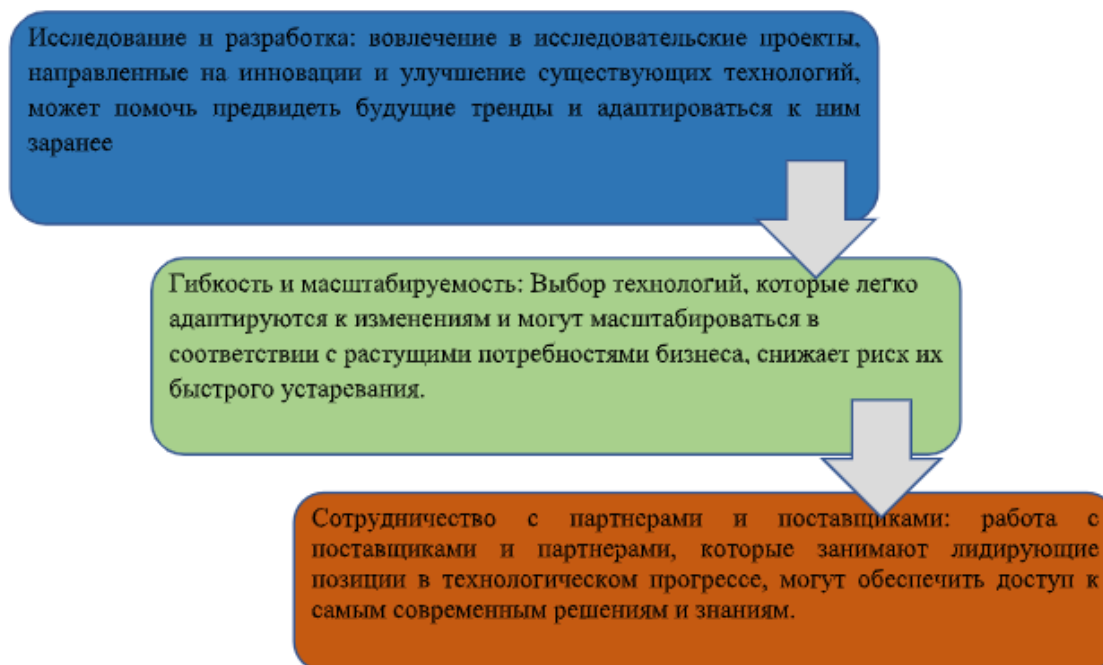 Исследование и разработка: вовлечение в исследовательские проекты,
направленные на инновации и улучшение существующих технологий,
может помочь предвидеть будущие тренды и адаптироваться к ним
заранее
Гибкость и масштабируемость: Выбор технологий, которые легко
адаптируются к изменениям и могут масштабироваться в
соответствии с растущими потребностями бизнеса, снижает риск их
быстрого устаревания.
Сотрудничество с партнерами и поставщиками: работа с
поставщиками и партнерами, которые занимают лидирующие
позиции в технологическом прогрессе, могут обеспечить доступ к
самым современным решениям и знаниям.